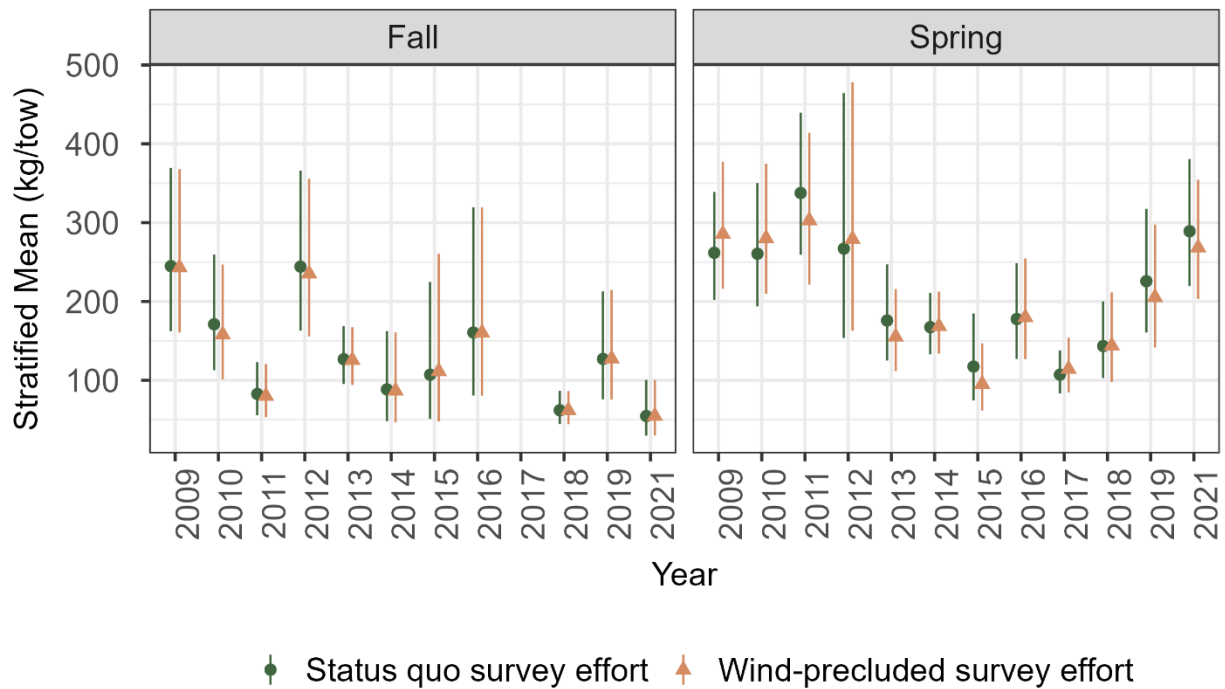 Fall
Spring
Stratified Mean (kg/tow)
500
400
300
200
100
2009 2010 2011 2012 2013 2014 2015 2016 2017 2018 2019 2021
2009 2010 2011 2012 2013 2014 2015 2016 2017 2018 2019 2021
Year
Status quo survey effort
Wind-precluded survey effort